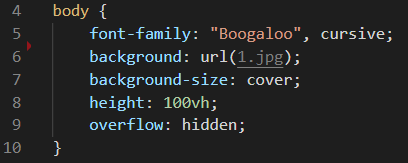 4 body {
5 font-family: "Boogaloo", cursive;
6 background: url(1.jpg);
7 background-size: cover;
8 height: 100vh;
9 overflow: hidden;
10 }